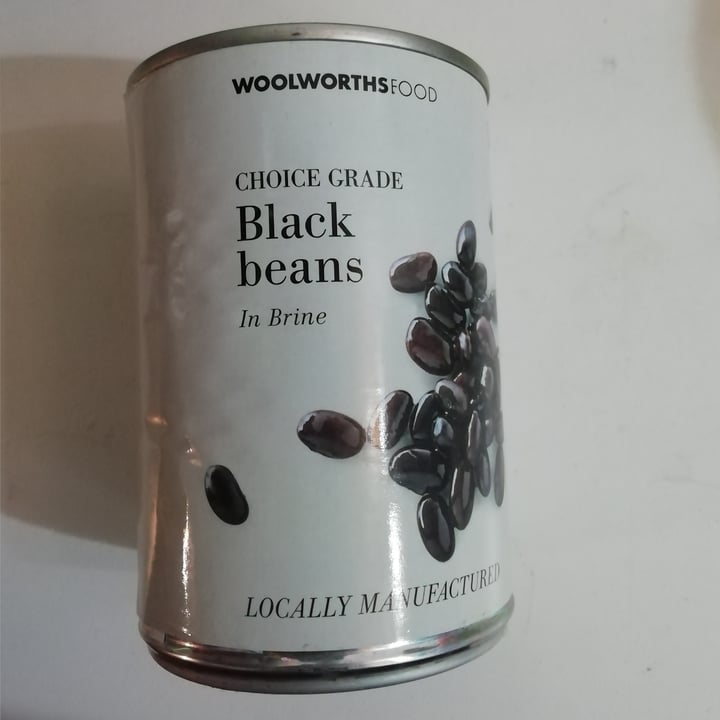 WOOLWORTHSFOOD
CHOICE GRADE
Black
beans
In Brine
LOCALLY MANUFACTURED